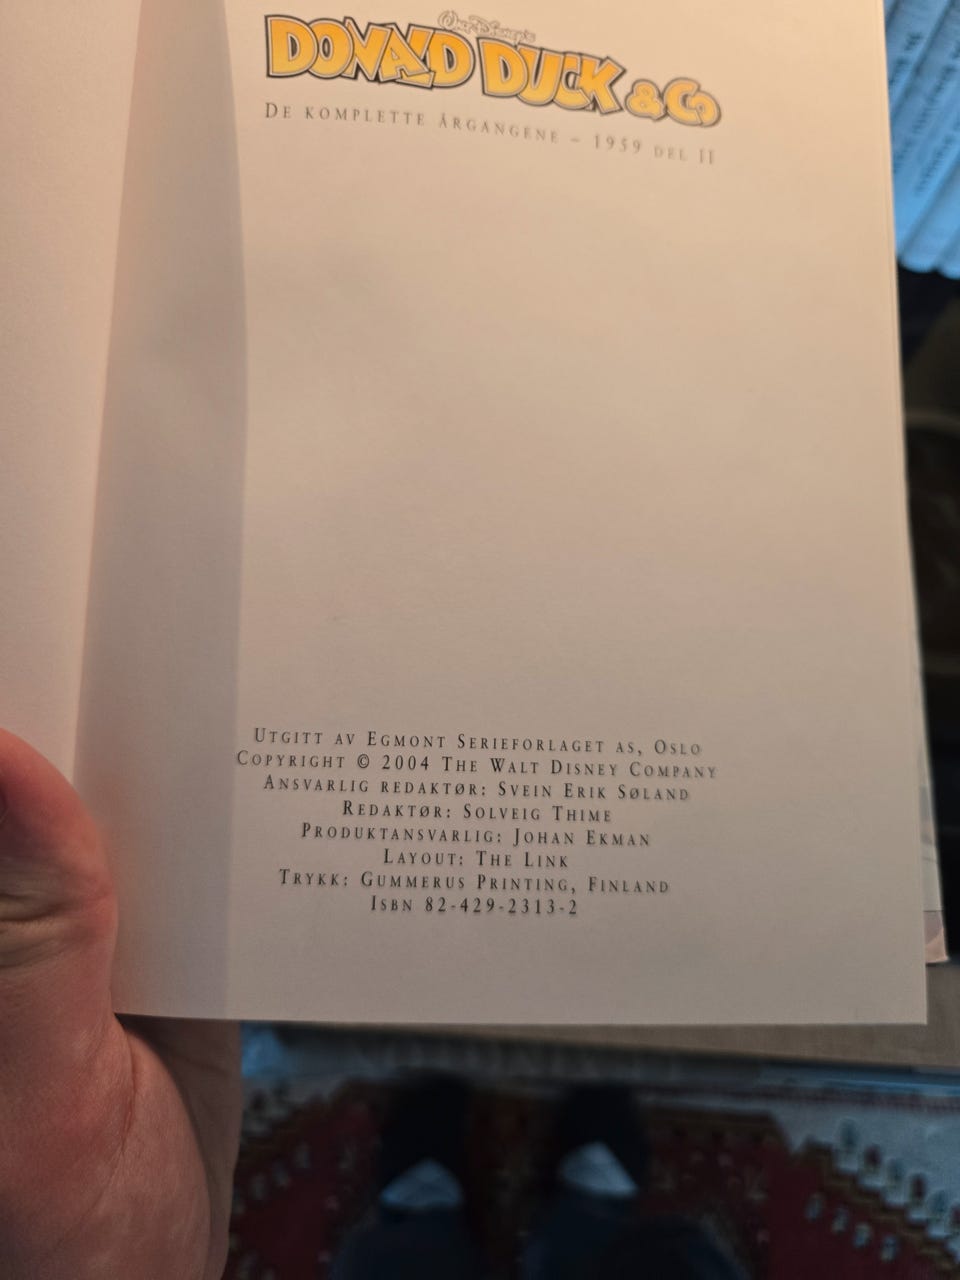 Walt Disney's
DONALD DUCK & Co
DE KOMPLETTE ÅRGANGENE – 1959 DEL II
UTGITT AV EGMONT SERIEFORLAGET AS, OSLO
COPYRIGHT © 2004 THE WALT DISNEY COMPANY
ANSVARLIG REDAKTØR: SVEIN ERIK SØLAND
REDAKTØR: SOLVEIG THIME
PRODUKTANSVARLIG: JOHAN EKMAN
LAYOUT: THE LINK
TRYKK: GUMMERUS PRINTING, FINLAND
ISBN 82-429-2313-2